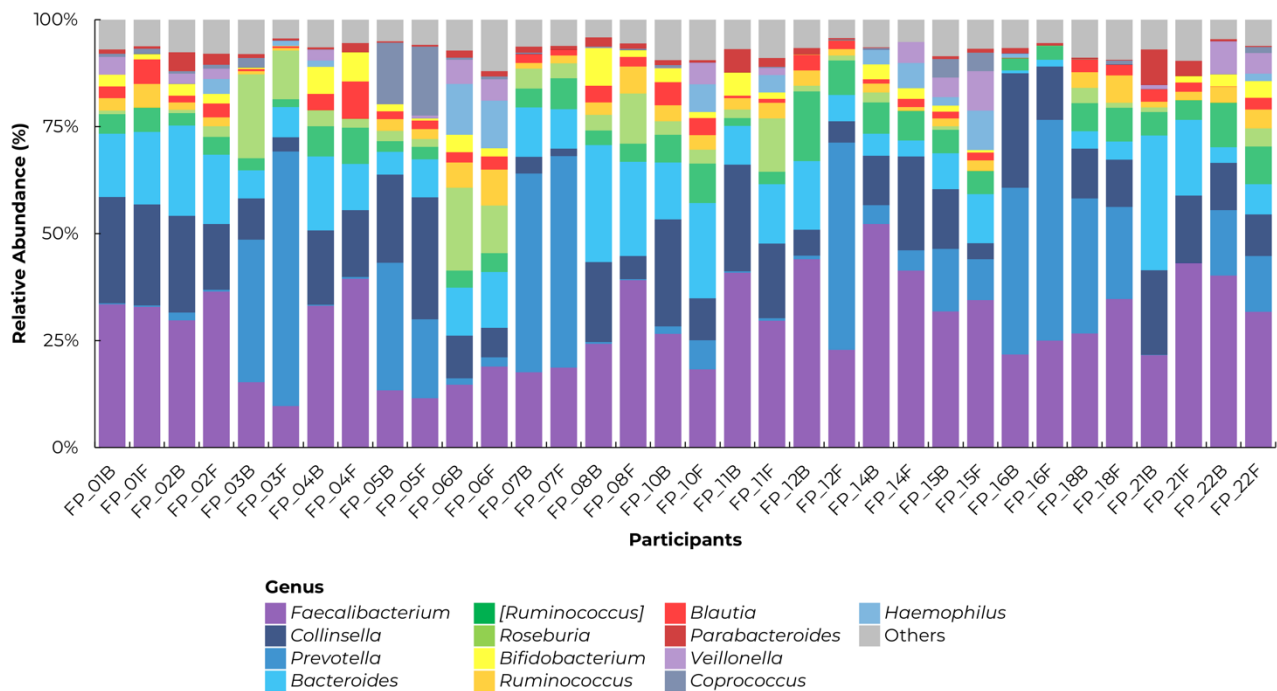 Relative Abundance (%)
100%
75%
50%
25%
0%
FP_01B FP_01F FP_02B FP_02F FP_03B FP_03F FP_04B FP_04F FP_05B FP_05F FP_06B FP_06F FP_07B FP_07F FP_08B FP_08F FP_10B FP_10F FP_11B FP_11F FP_12B FP_12F FP_14B FP_14F FP_15B FP_15F FP_16B FP_16F FP_18B FP_18F FP_21B FP_21F FP_22B FP_22F
Participants
Genus
Faecalibacterium [Ruminococcus] Blautia Haemophilus
Collinsella Roseburia Parabacteroides Others
Prevotella Bifidobacterium Veillonella
Bacteroides Ruminococcus Coprococcus